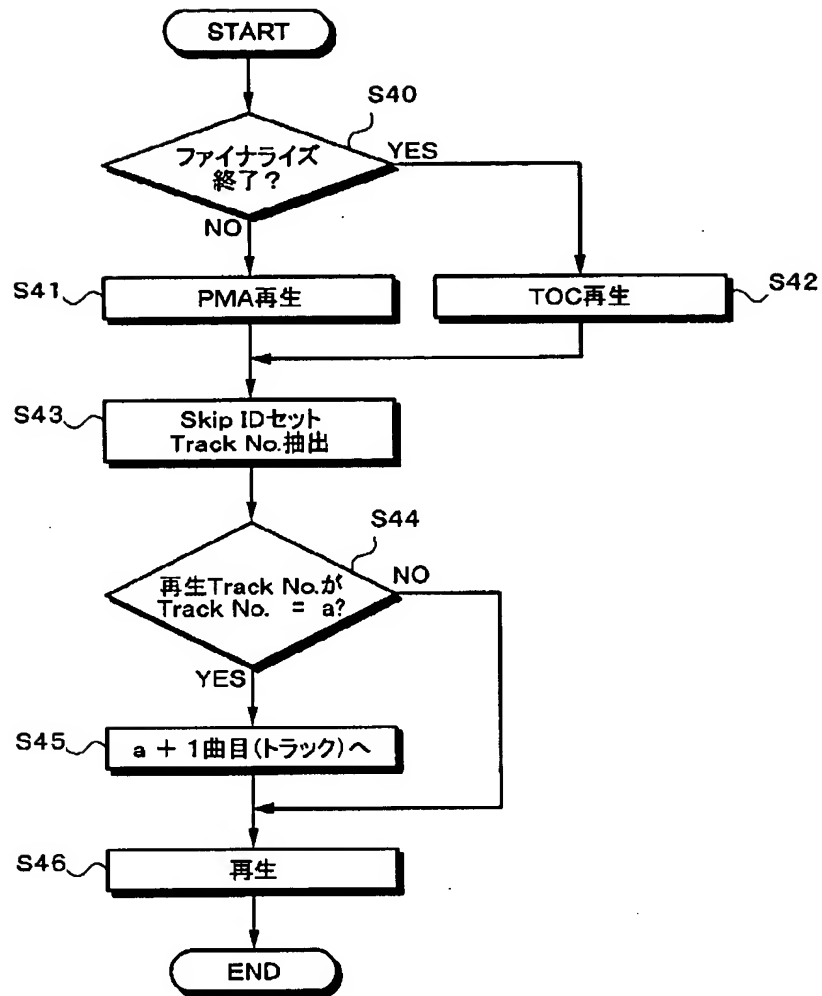 START
S40
ファイナライズ
終了？
YES
NO
S41
PMA再生
TOC再生
S42
S43
Skip IDセット
Track No.抽出
S44
再生Track No.が
Track No. = a?
NO
YES
S45
a + 1曲目(トラック)へ
S46
再生
END